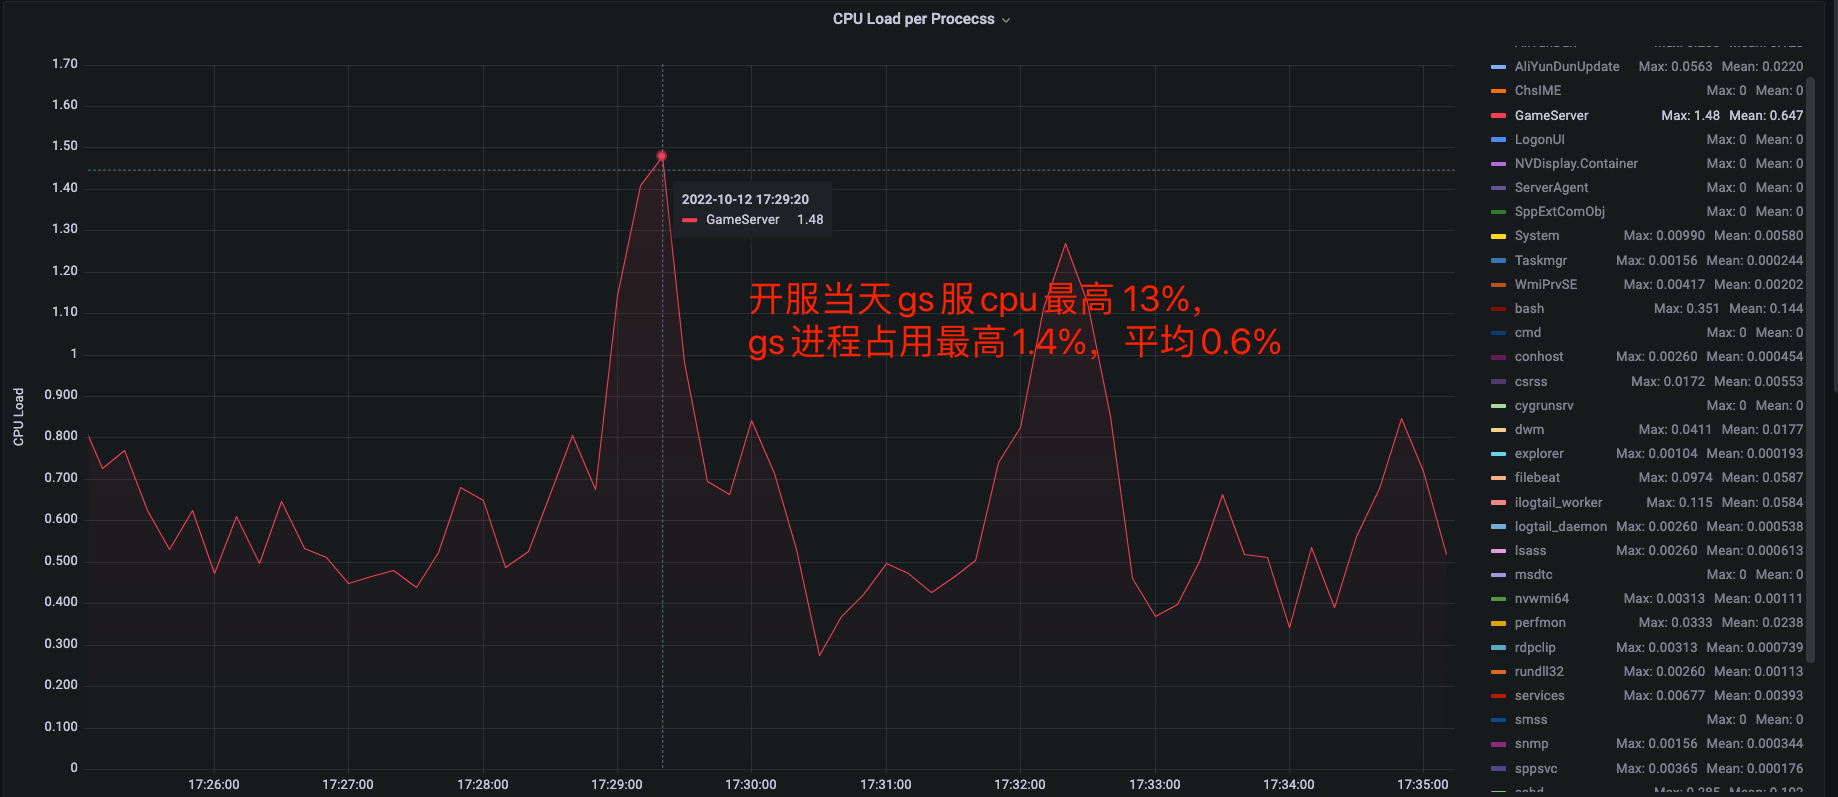 CPU Load per Procecss
CPU Load
1.70
1.60
1.50
1.40
1.30
1.20
1.10
1
0.900
0.800
0.700
0.600
0.500
0.400
0.300
0.200
0.100
0
17:26:00
17:27:00
17:28:00
17:29:00
17:30:00
17:31:00
17:32:00
17:33:00
17:34:00
17:35:00
2022-10-12 17:29:20
GameServer 1.48
开服当天gs服cpu最高13%，
gs进程占用最高1.4%，平均0.6%
AliYunDunUpdate Max: 0.0563 Mean: 0.0220
ChsIME Max: 0 Mean: 0
GameServer Max: 1.48 Mean: 0.647
LogonUI Max: 0 Mean: 0
NVDisplay.Container Max: 0 Mean: 0
ServerAgent Max: 0 Mean: 0
SppExtComObj Max: 0 Mean: 0
System Max: 0.00990 Mean: 0.00580
Taskmgr Max: 0.00156 Mean: 0.000244
WmiPrvSE Max: 0.00417 Mean: 0.00202
bash Max: 0.351 Mean: 0.144
cmd Max: 0 Mean: 0
conhost Max: 0.00260 Mean: 0.000454
csrss Max: 0.0172 Mean: 0.00553
cygrunsrv Max: 0 Mean: 0
dwm Max: 0.0411 Mean: 0.0177
explorer Max: 0.00104 Mean: 0.000193
filebeat Max: 0.0974 Mean: 0.0587
ilogtail_worker Max: 0.115 Mean: 0.0584
logtail_daemon Max: 0.00260 Mean: 0.000538
lsass Max: 0.00260 Mean: 0.000613
msdtc Max: 0 Mean: 0
nvwmi64 Max: 0.00313 Mean: 0.00111
perfmon Max: 0.0333 Mean: 0.0238
rdpclip Max: 0.00313 Mean: 0.000739
rundll32 Max: 0.00260 Mean: 0.00113
services Max: 0.00677 Mean: 0.00393
smss Max: 0 Mean: 0
snmp Max: 0.00156 Mean: 0.000344
sppsvc Max: 0.00365 Mean: 0.000176